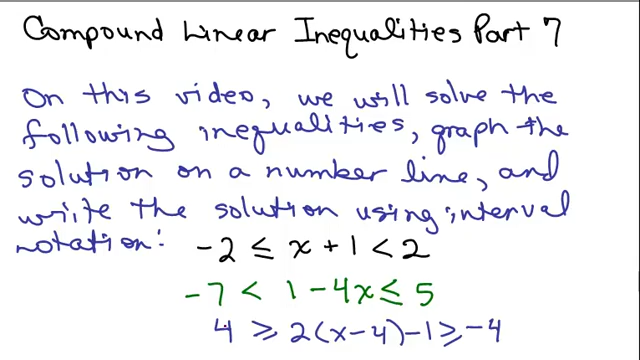 Compound Linear Inequalities Part 7
On this video, we will solve the
following inequalities, graph the
solution on a number line, and
write the solution using interval
notation:
-2 ≤ x + 1 < 2
-7 < 1 - 4x ≤ 5
4 ≥ 2(x-4)-1 ≥ -4